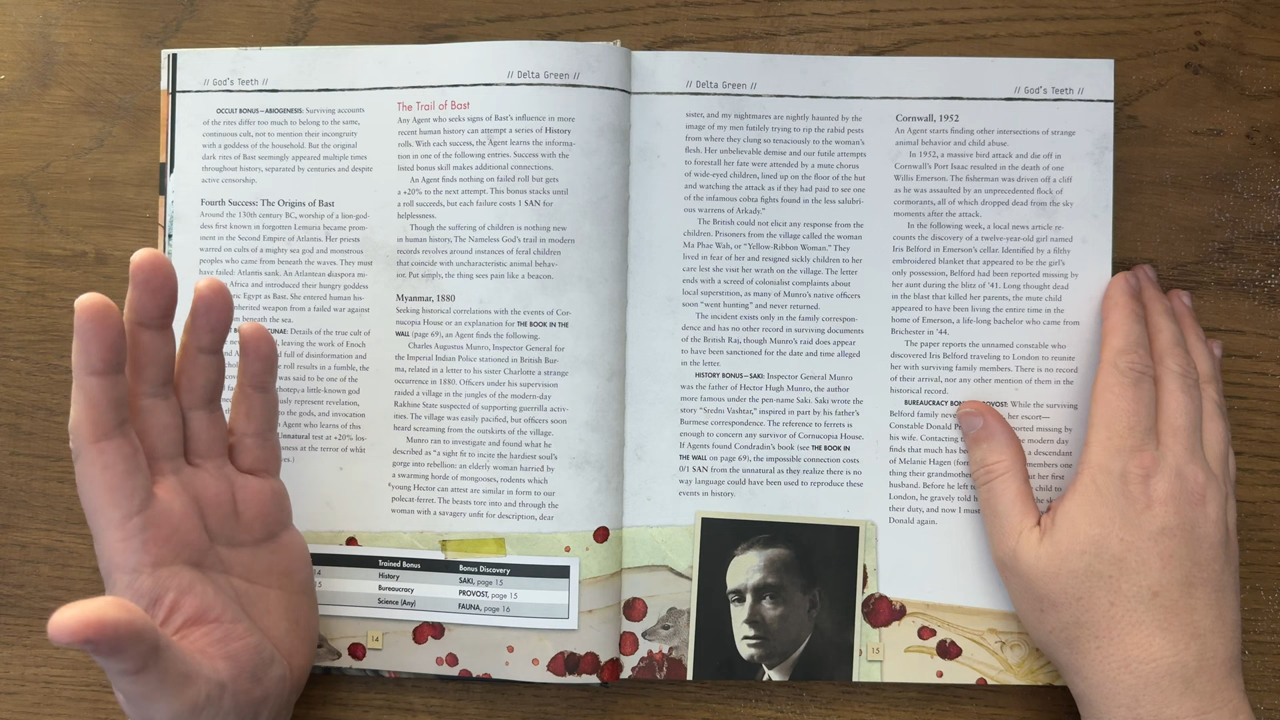 // God's Teeth //
// Delta Green //
OCCULT BONUS—ABIOGENESIS: Surviving accounts
of the rites differ too much to belong to the same,
continuous cult, not to mention their incongruity
with a goddess of the household. But the original
dark rites of Bast seemingly appeared multiple times
throughout history, separated by centuries and despite
active censorship.
Fourth Success: The Origins of Bast
Around the 130th century BC, worship of a lion-god-
dess first known in forgotten Lemuria became prom-
inent in the Second Empire of Atlantis. Her priests
warred on cults of a mighty sea god and monstrous
peoples who came from beneath the waves. They must
have failed: Atlantis sank. An Atlantean diaspora mi-
Africa and introduced their hungry goddess
Egypt as Bast. She entered human his-
inherited weapon from a failed war against
beneath the sea.
Details of the true cult of
leaving the work of Enoch
full of disinformation and
roll results in a fumble, the
was said to be one of the
a little-known god
represent revelation,
to the gods, and invocation
Agent who learns of this
Unnatural test at +20% los-
at the terror of what
The Trail of Bast
Any Agent who seeks signs of Bast's influence in more
recent human history can attempt a series of History
rolls. With each success, the Agent learns the informa-
tion in one of the following entries. Success with the
listed bonus skill makes additional connections.
An Agent finds nothing on failed roll but gets
a +20% to the next attempt. This bonus stacks until
a roll succeeds, but each failure costs 1 SAN for
helplessness.
Though the suffering of children is nothing new
in human history, The Nameless God's trail in modern
records revolves around instances of feral children
that coincide with uncharacteristic animal behav-
ior. Put simply, the thing sees pain like a beacon.
Myanmar, 1880
Seeking historical correlations with the events of Cor-
nucopia House or an explanation for THE BOOK IN THE
WALL (page 69), an Agent finds the following.
Charles Augustus Munro, Inspector General for
the Imperial Indian Police stationed in British Bur-
ma, related in a letter to his sister Charlotte a strange
occurrence in 1880. Officers under his supervision
raided a village in the jungles of the modern-day
Rakhine State suspected of supporting guerilla activ-
ities. The village was easily pacified, but officers soon
heard screaming from the outskirts of the village.
Munro ran to investigate and found what he
described as "a sight fit to incite the hardiest soul's
gorge into rebellion: an elderly woman harried by
a swarming horde of mongooses, rodents which
young Hector can attest are similar in form to our
polecat-ferret. The beasts tore into and through the
woman with a savagery unfit for description, dear
Trained Bonus Bonus Discovery
14 History SAKI, page 15
15 Bureaucracy PROVOST, page 15
Science (Any) FAUNA, page 16
14
// Delta Green //
// God's Teeth //
sister, and my nightmares are nightly haunted by the
image of my men futilely trying to rip the rabid pests
from where they clung so tenaciously to the woman's
flesh. Her unbelievable demise and our futile attempts
to forestall her fate were attended by a mute chorus
of wide-eyed children, lined up on the floor of the hut
and watching the attack as if they had paid to see one
of the infamous cobra fights found in the less salubri-
ous warrens of Arkady."
The British could not elicit any response from the
children. Prisoners from the village called the woman
Ma Phae Wah, or "Yellow-Ribbon Woman." They
lived in fear of her and resigned sickly children to her
care lest she visit her wrath on the village. The letter
ends with a screed of colonialist complaints about
local superstition, as many of Munro's native officers
soon "went hunting" and never returned.
The incident exists only in the family correspon-
dence and has no other record in surviving documents
of the British Raj, though Munro's raid does appear
to have been sanctioned for the date and time alleged
in the letter.
HISTORY BONUS—SAKI: Inspector General Munro
was the father of Hector Hugh Munro, the author
more famous under the pen-name Saki. Saki wrote the
story "Sredni Vashtar," inspired in part by his father's
Burmese correspondence. The reference to ferrets is
enough to concern any survivor of Cornucopia House.
If Agents found Condradin's book (see THE BOOK IN
THE WALL on page 69), the impossible connection costs
0/1 SAN from the unnatural as they realize there is no
way language could have been used to reproduce these
events in history.
Cornwall, 1952
An Agent starts finding other intersections of strange
animal behavior and child abuse.
In 1952, a massive bird attack and die off in
Cornwall's Port Isaac resulted in the death of one
Willis Emerson. The fisherman was driven off a cliff
as he was assaulted by an unprecedented flock of
cormorants, all of which dropped dead from the sky
moments after the attack.
In the following week, a local news article re-
counts the discovery of a twelve-year-old girl named
Iris Belford in Emerson's cellar. Identified by a filthy
embroidered blanket that appeared to be the girl's
only possession, Belford had been reported missing by
her aunt during the blitz of '41. Long thought dead
in the blast that killed her parents, the mute child
appeared to have been living the entire time in the
home of Emerson, a life-long bachelor who came from
Brichester in '44.
The paper reports the unnamed constable who
discovered Iris Belford traveling to London to reunite
her with surviving family members. There is no record
of their arrival, nor any other mention of them in the
historical record.
BUREAUCRACY PROVOST: While the surviving
Belford family her escort—
Constable Donald reported missing by
his wife. Contacting modern day
finds that much has a descendant
of Melanie Hagen members one
thing their grandmother her first
husband. Before he left child to
London, he gravely told
their duty, and now I must
Donald again.
15